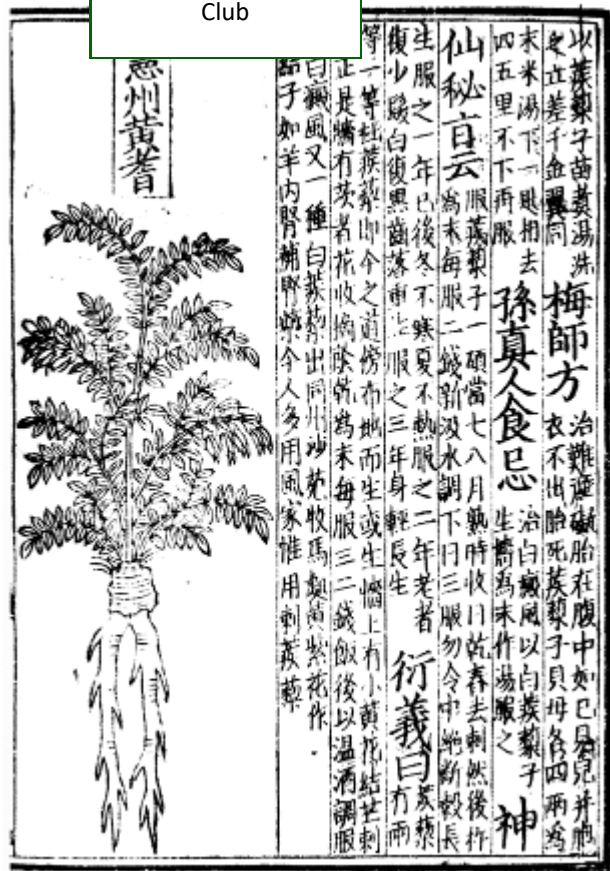 Club
以蒺藜子苗煮湯洗
之立差千金翼同
梅師方
治難產礙胎在腹中如已見兒并胞
衣不出胎死蒺藜子貝母各四兩為
末米湯下一匙相去
四五里不下再服
孫真人食忌
治白癜風以白蒺藜子
生擣為末作湯服之
神
仙秘旨云
服蒺藜子一碩當七八月熟時收日乾舂去刺然後杵
為末每服二錢新汲水調下日三服勿令中絕斷穀長
生服之一年已後冬不寒夏不熱服之二年老者
復少髮白復黑齒落重生服之三年身輕長生
衍義曰
蒺藜
有兩
等一等杜蒺藜即今之道傍布地而生或生墻上有小黃花結芒刺
正是墻有茨者花收摘陰乾為末每服三二錢飯後以溫酒調服
白癜風又一種白蒺藜出同州沙苑牧馬處黃紫花作
結子如羊內腎補腎藥今人多用風家惟用刺蒺藜
憲州黃耆